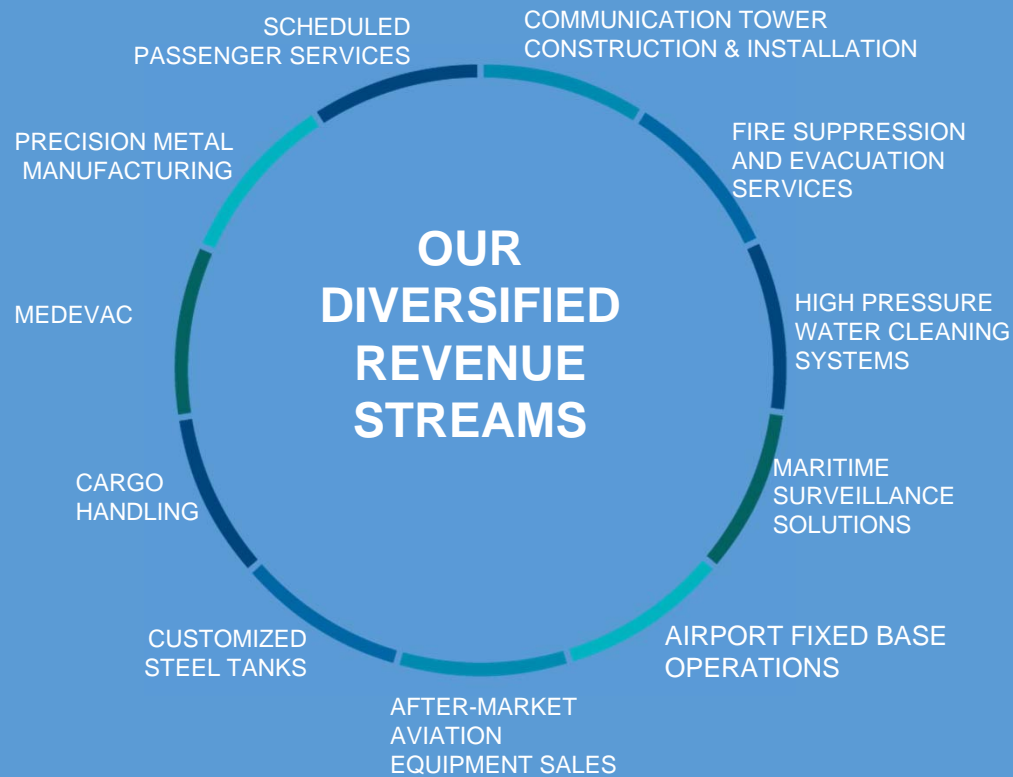 OUR
DIVERSIFIED
REVENUE
STREAMS
COMMUNICATION TOWER
CONSTRUCTION & INSTALLATION
FIRE SUPPRESSION
AND EVACUATION
SERVICES
HIGH PRESSURE
WATER CLEANING
SYSTEMS
MARITIME
SURVEILLANCE
SOLUTIONS
AIRPORT FIXED BASE
OPERATIONS
AFTER-MARKET
AVIATION
EQUIPMENT SALES
CUSTOMIZED
STEEL TANKS
CARGO
HANDLING
MEDEVAC
PRECISION METAL
MANUFACTURING
SCHEDULED
PASSENGER SERVICES